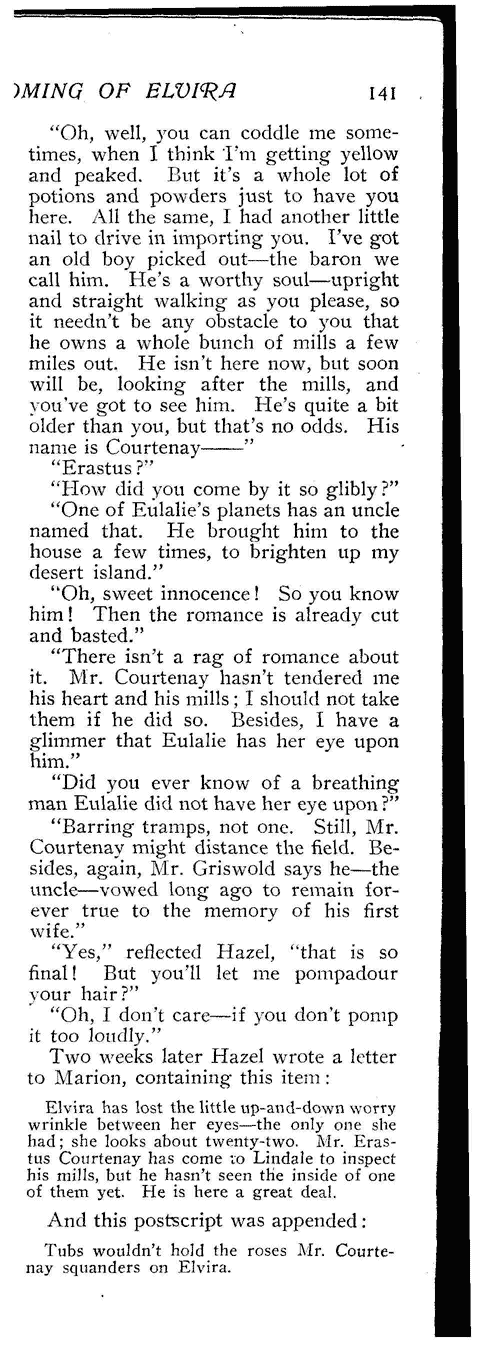 OMING OF ELVIRA 141
"Oh, well, you can coddle me some-
times, when I think I'm getting yellow
and peaked. But it's a whole lot of
potions and powders just to have you
here. All the same, I had another little
nail to drive in importing you. I've got
an old boy picked out—the baron we
call him. He's a worthy soul—upright
and straight walking as you please, so
it needn't be any obstacle to you that
he owns a whole bunch of mills a few
miles out. He isn't here now, but soon
will be, looking after the mills, and
you've got to see him. He's quite a bit
older than you, but that's no odds. His
name is Courtenay——"
"Erastus?"
"How did you come by it so glibly?"
"One of Eulalie's planets has an uncle
named that. He brought him to the
house a few times, to brighten up my
desert island."
"Oh, sweet innocence! So you know
him! Then the romance is already cut
and basted."
"There isn't a rag of romance about
it. Mr. Courtenay hasn't tendered me
his heart and his mills; I should not take
them if he did so. Besides, I have a
glimmer that Eulalie has her eye upon
him."
"Did you ever know of a breathing
man Eulalie did not have her eye upon?"
"Barring tramps, not one. Still, Mr.
Courtenay might distance the field. Be-
sides, again, Mr. Griswold says he—the
uncle—vowed long ago to remain for-
ever true to the memory of his first
wife."
"Yes," reflected Hazel, "that is so
final! But you'll let me pompadour
your hair?"
"Oh, I don't care—if you don't pomp
it too loudly."
Two weeks later Hazel wrote a letter
to Marion, containing this item:
Elvira has lost the little up-and-down worry
wrinkle between her eyes—the only one she
had; she looks about twenty-two. Mr. Eras-
tus Courtenay has come to Lindale to inspect
his mills, but he hasn't seen the inside of one
of them yet. He is here a great deal.
And this postscript was appended:
Tubs wouldn't hold the roses Mr. Courte-
nay squanders on Elvira.